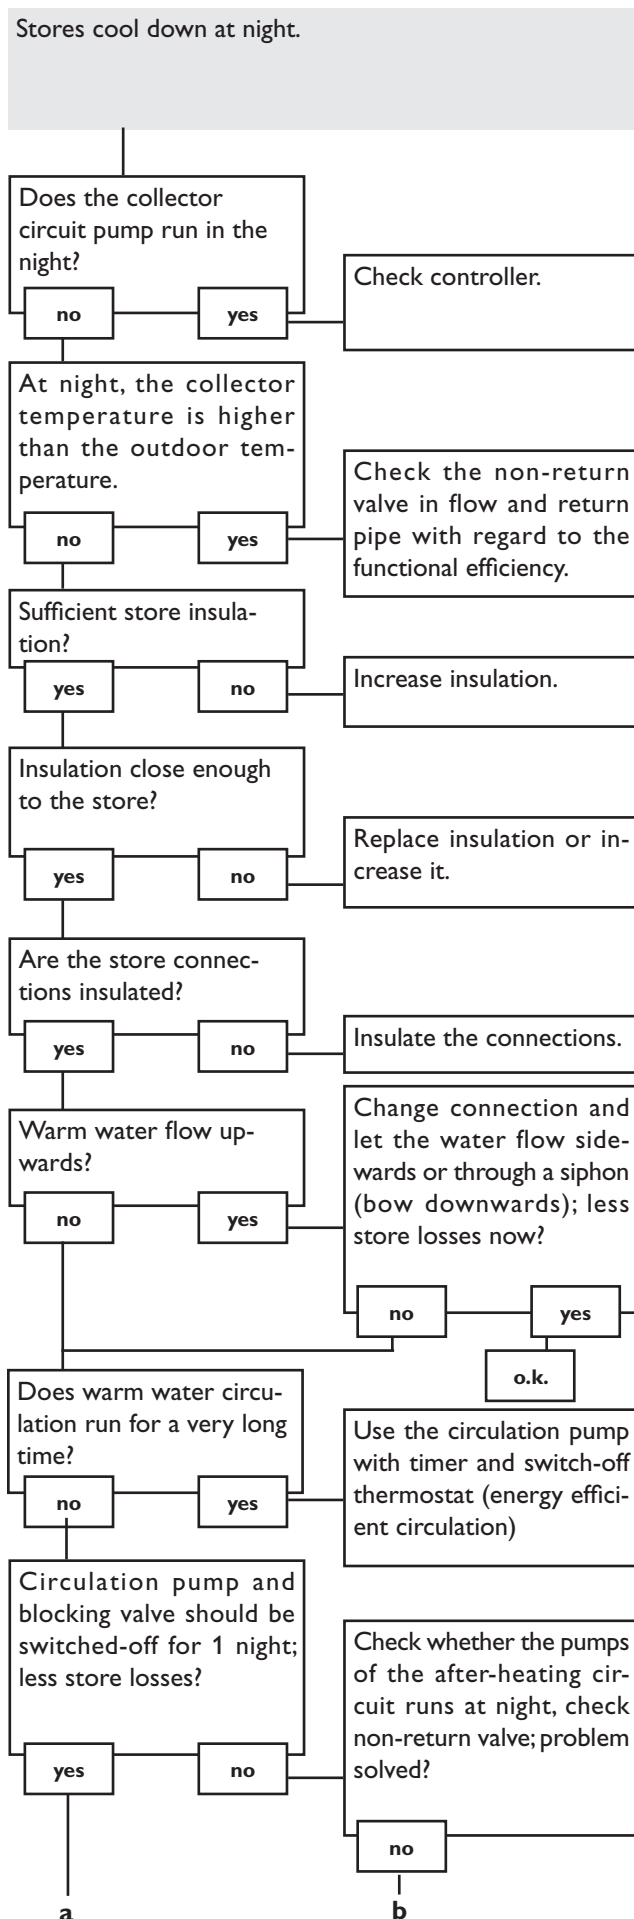 Stores cool down at night.
Does the collector
circuit pump run in the
night?
no
yes
Check controller.
At night, the collector
temperature is higher
than the outdoor tem-
perature.
no
yes
Check the non-return
valve in flow and return
pipe with regard to the
functional efficiency.
Sufficient store insula-
tion?
yes
no
Increase insulation.
Insulation close enough
to the store?
yes
no
Replace insulation or in-
crease it.
Are the store connec-
tions insulated?
yes
no
Insulate the connections.
Warm water flow up-
wards?
no
yes
Change connection and
let the water flow side-
wards or through a siphon
(bow downwards); less
store losses now?
no
yes
o.k.
Does warm water circu-
lation run for a very long
time?
no
yes
Use the circulation pump
with timer and switch-off
thermostat (energy effici-
ent circulation)
Circulation pump and
blocking valve should be
switched-off for 1 night;
less store losses?
yes
no
Check whether the pumps
of the after-heating cir-
cuit runs at night, check
non-return valve; problem
solved?
no
a
b